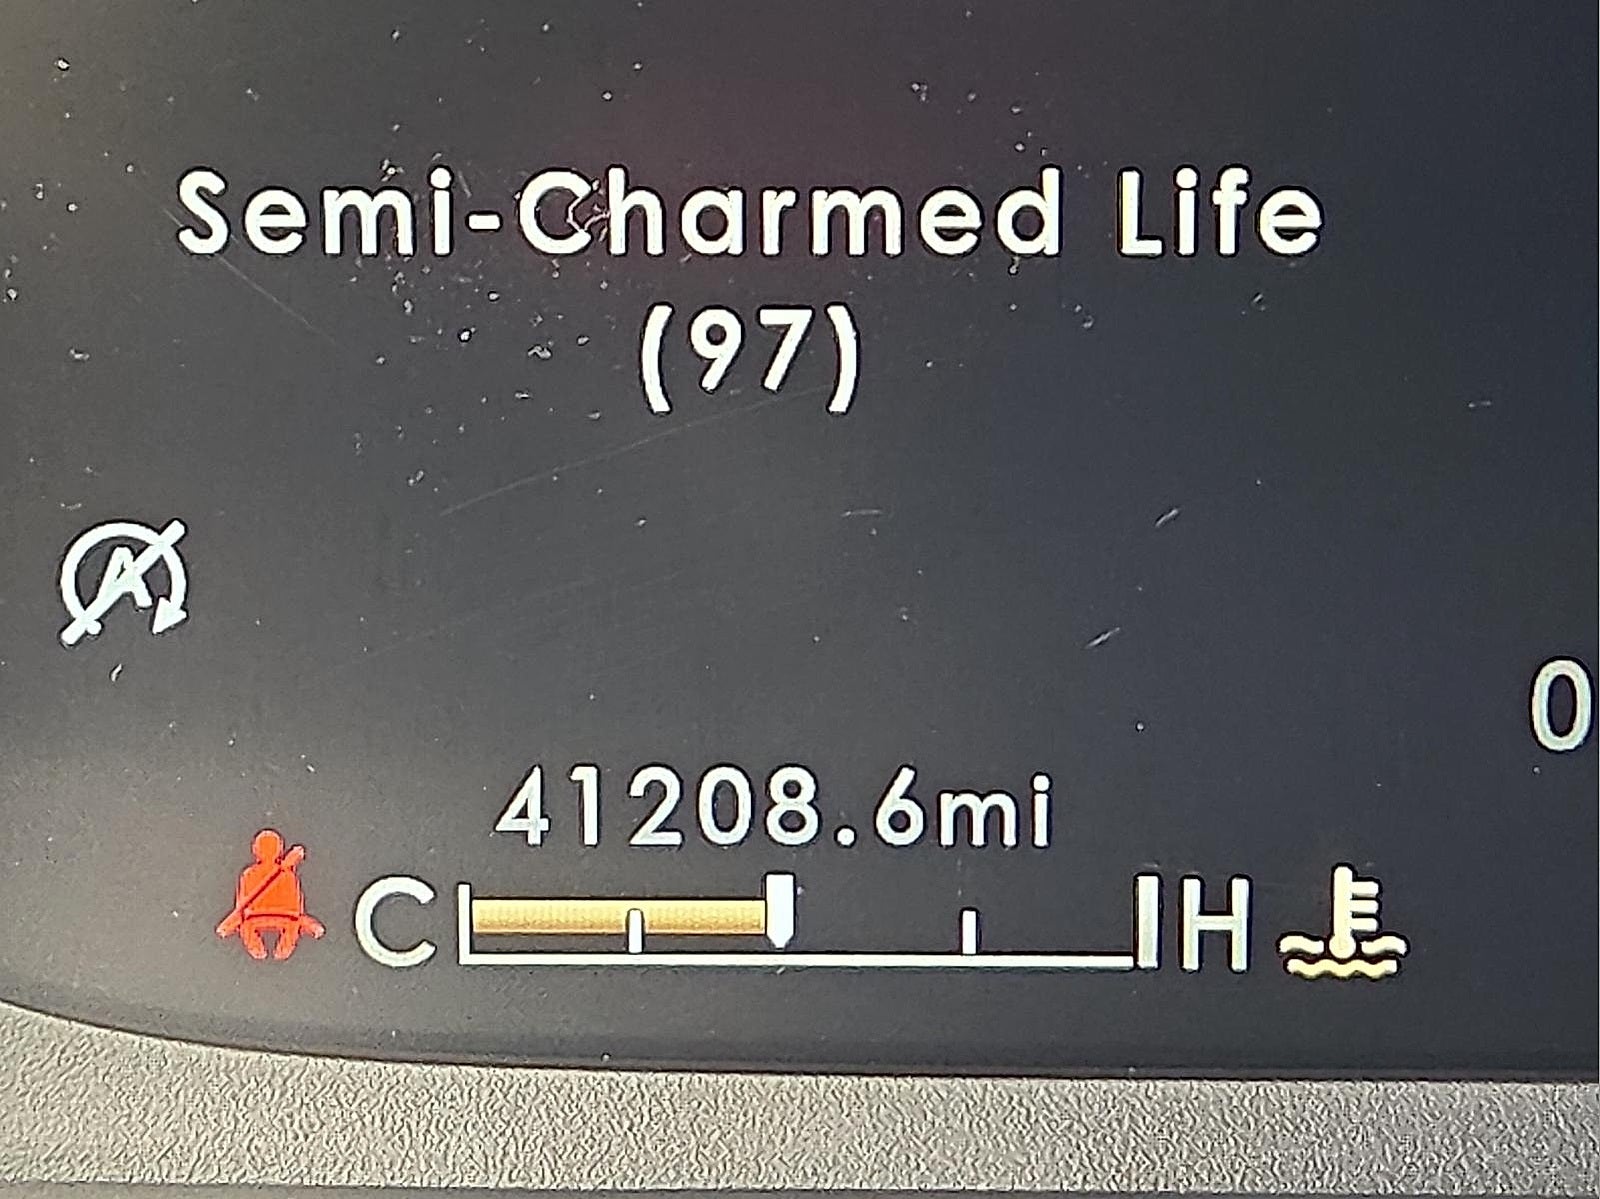 Semi-Charmed Life
(97)
A
0
41208.6mi
C H